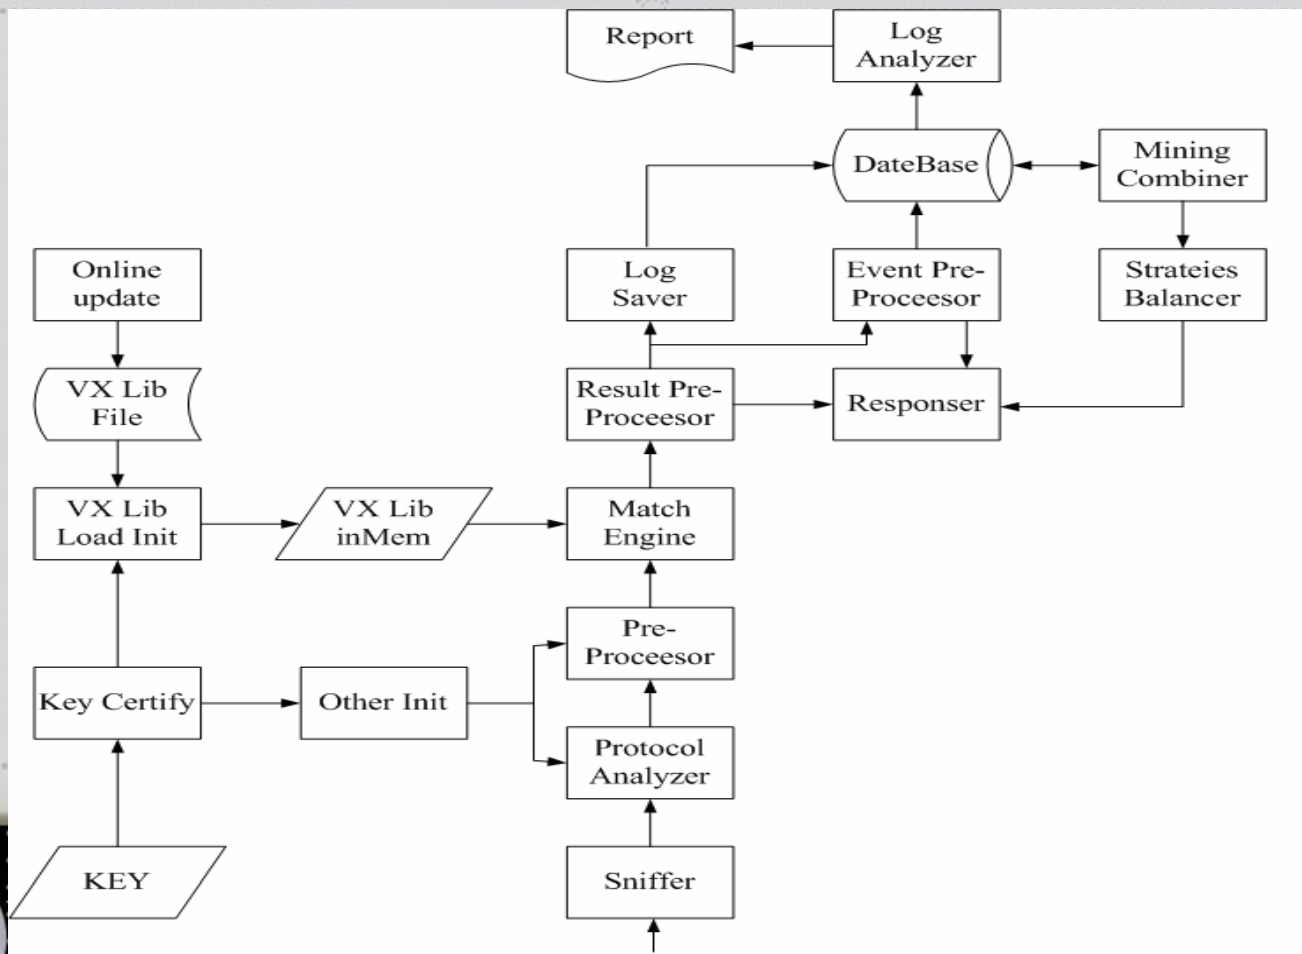 Report
Log
Analyzer
DateBase
Mining
Combiner
Online
update
Log
Saver
Event Pre-
Proceesor
Strateies
Balancer
VX Lib
File
Result Pre-
Proceesor
Responser
VX Lib
Load Init
VX Lib
inMem
Match
Engine
Pre-
Proceesor
Key Certify
Other Init
Protocol
Analyzer
KEY
Sniffer